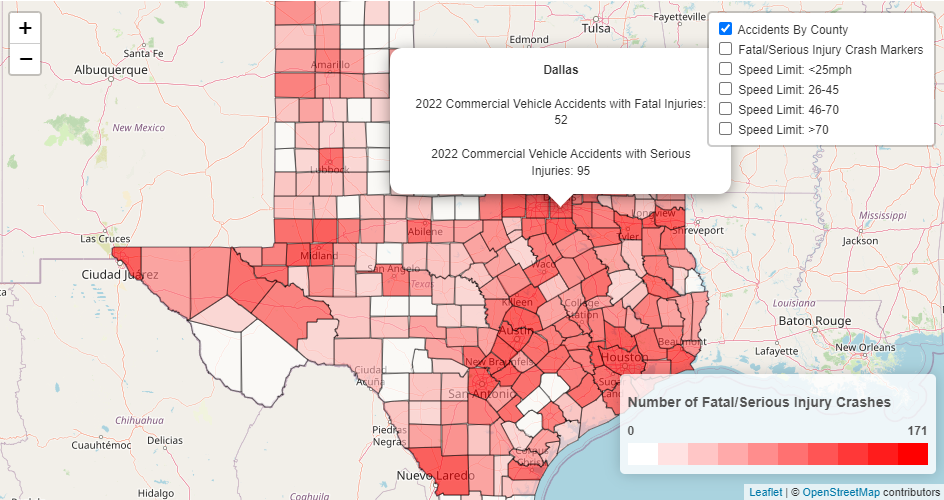 +
−
Santa Fe
Albuquerque
New Mexico
Las Cruces
Ciudad Juárez
Chihuahua
Cuauhtémoc
Delicias
Hidalgo
Coahuila
Amarillo
Lubbock
Midland
Abilene
San Angelo
Texas
Ciudad
Acuña
Piedras
Negras
Nuevo Laredo
Edmond
Tulsa
Fayetteville
Dallas
2022 Commercial Vehicle Accidents with Fatal Injuries:
52
2022 Commercial Vehicle Accidents with Serious
Injuries: 95
Accidents By County
Fatal/Serious Injury Crash Markers
Speed Limit: <25mph
Speed Limit: 26-45
Speed Limit: 46-70
Speed Limit: >70
Longview
Tyler
Shreveport
Waco
Killeen
College
Station
Austin
New Braunfels
San Antonio
Houston
Beaumont
Corpus
Christi
Mississippi
Jackson
Louisiana
Baton Rouge
Lafayette
New Orleans
Number of Fatal/Serious Injury Crashes
0 171
Leaflet | © OpenStreetMap contributors